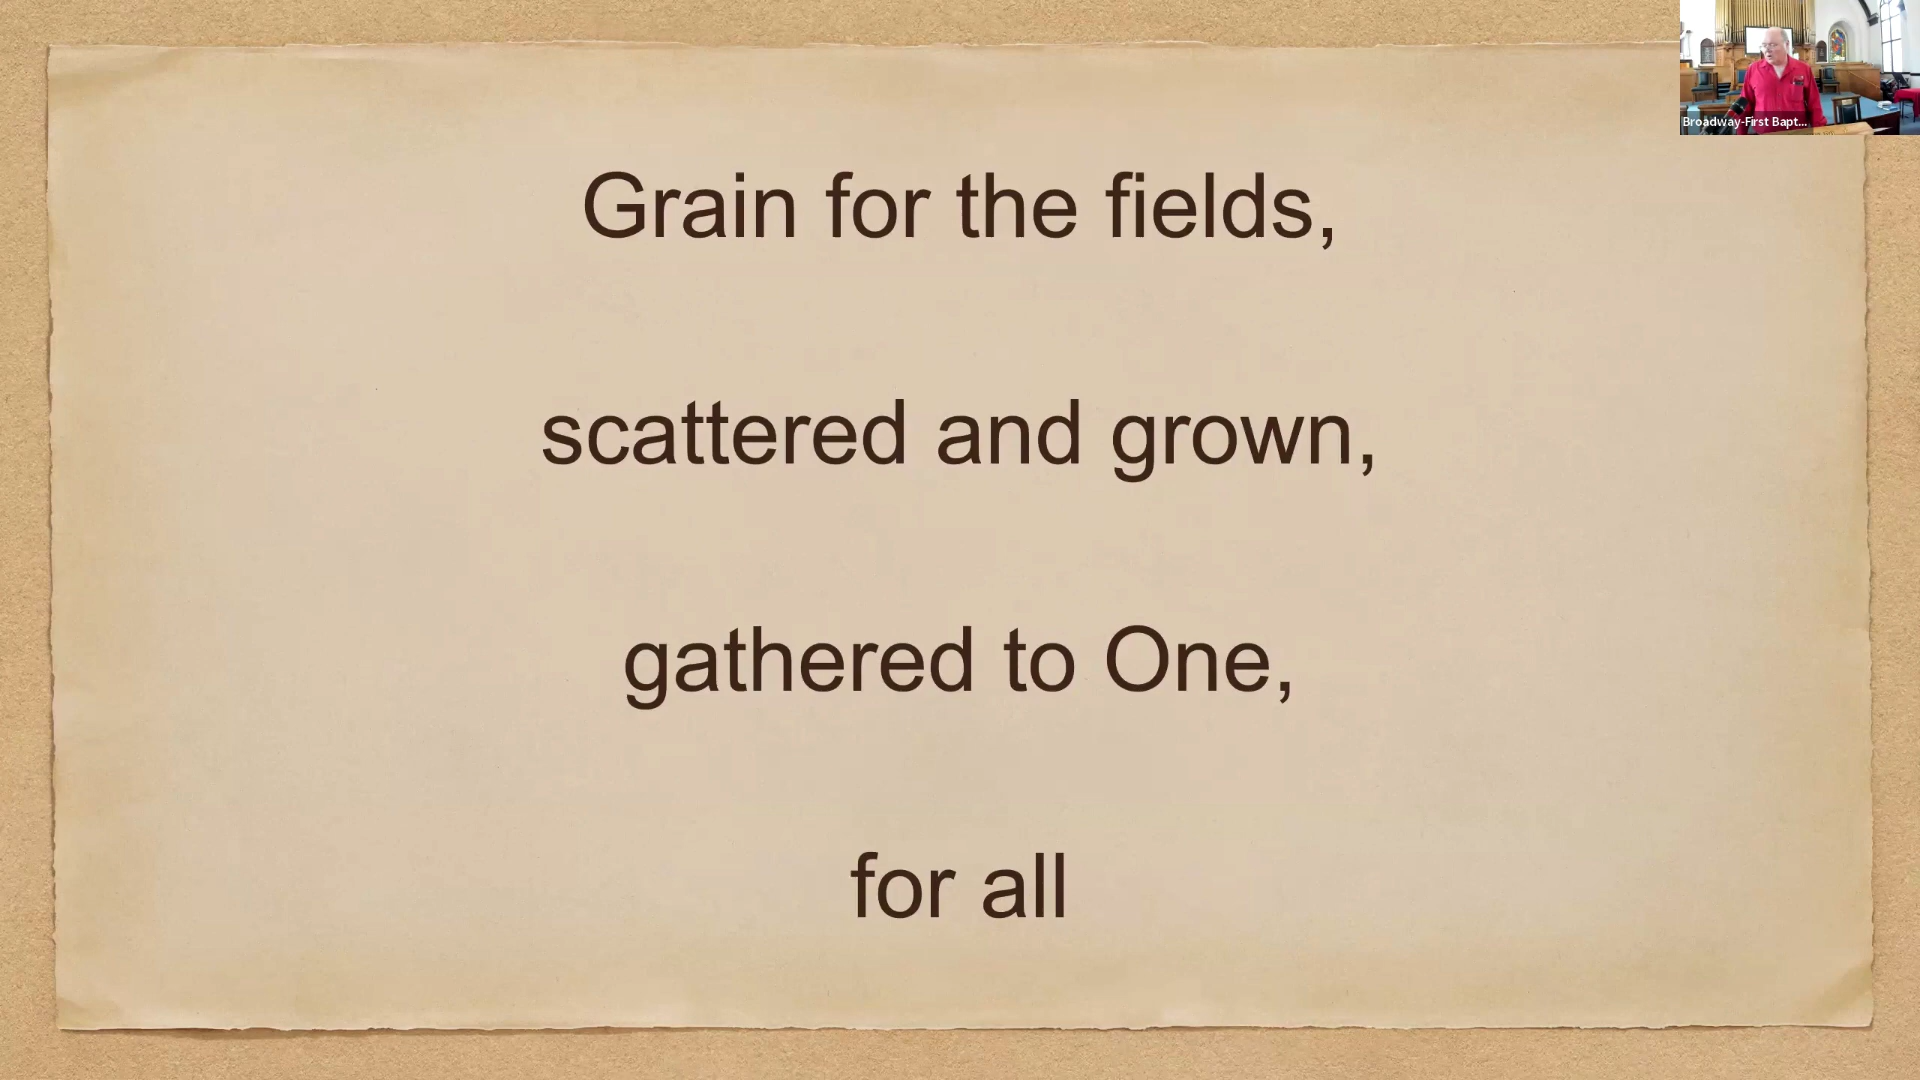 Grain for the fields,
scattered and grown,
gathered to One,
for all
Broadway-First Bapt...